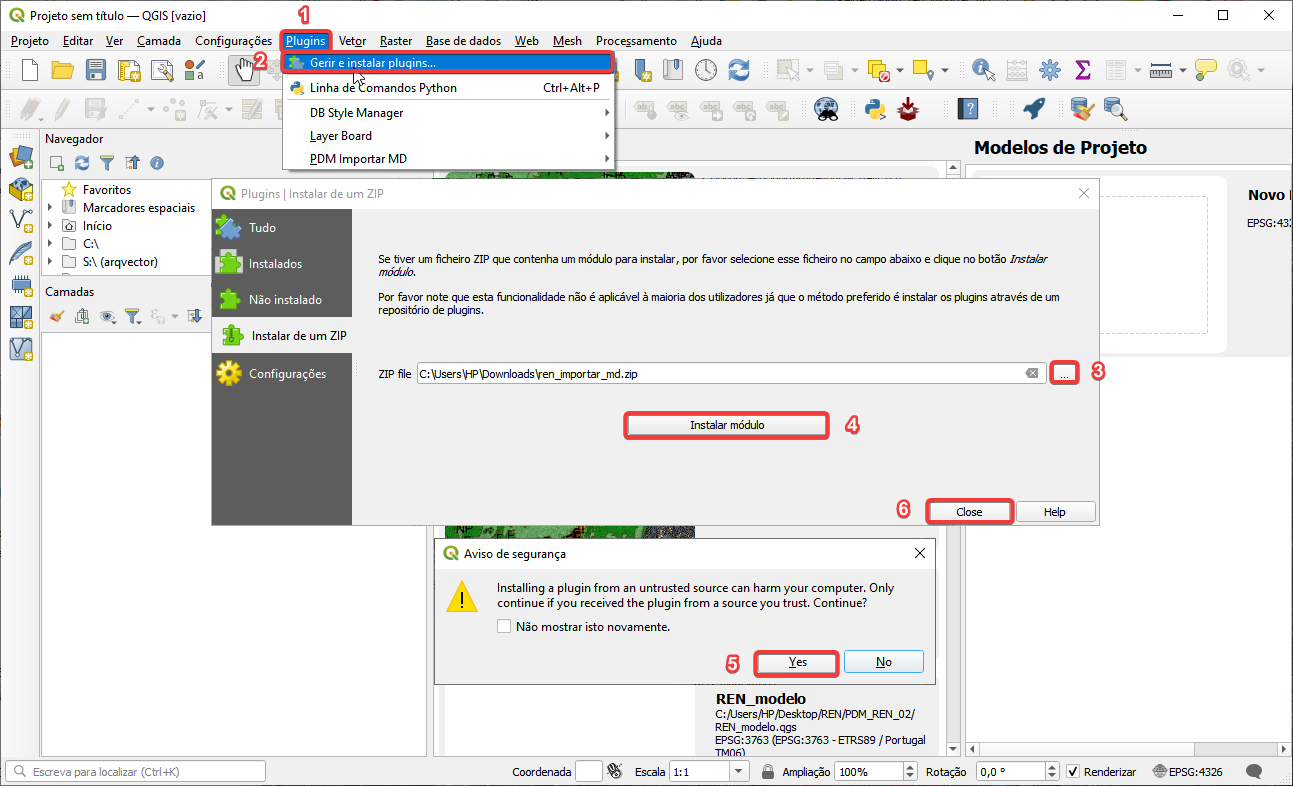 Projeto sem título — QGIS [vazio]
1
Projeto Editar Ver Camada Configurações Plugins Vetor Raster Base de dados Web Mesh Processamento Ajuda
2
Gerir e instalar plugins...
Linha de Comandos Python Ctrl+Alt+P
DB Style Manager
Layer Board
PDM Importar MD
Navegador
Favoritos
Marcadores espaciais
Início
C:\
S:\ (arqvector)
Camadas
Modelos de Projeto
Novo
EPSG:432
Plugins | Instalar de um ZIP
Tudo
Instalados
Não instalado
Instalar de um ZIP
Configurações
Se tiver um ficheiro ZIP que contenha um módulo para instalar, por favor selecione esse ficheiro no campo abaixo e clique no botão Instalar
módulo.
Por favor note que esta funcionalidade não é aplicável à maioria dos utilizadores já que o método preferido é instalar os plugins através de um
repositório de plugins.
ZIP file C:\Users\HP\Downloads\ren_importar_md.zip ... 3
Instalar módulo 4
6 Close Help
Aviso de segurança
Installing a plugin from an untrusted source can harm your computer. Only
continue if you received the plugin from a source you trust. Continue?
Não mostrar isto novamente.
5 Yes No
REN_modelo
C:/Users/HP/Desktop/REN/PDM_REN_02/
REN_modelo.qgs
EPSG:3763 (EPSG:3763 - ETRS89 / Portugal
TM06)
Escreva para localizar (Ctrl+K) Coordenada Escala 1:1 Ampliação 100% Rotação 0,0 ° Renderizar EPSG:4326